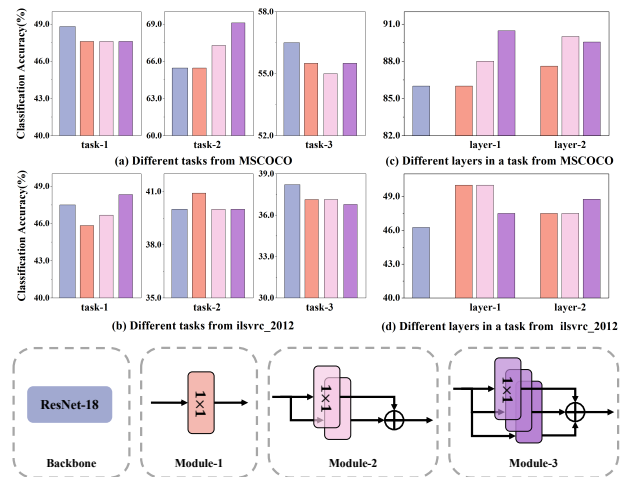 Classification Accuracy(%)
49.0
46.0
43.0
40.0
task-1
69.0
66.0
63.0
60.0
task-2
58.0
55.0
52.0
task-3
(a) Different tasks from MSCOCO
91.0
88.0
85.0
82.0
layer-1 layer-2
(c) Different layers in a task from MSCOCO
Classification Accuracy(%)
49.0
46.0
43.0
40.0
task-1
41.0
38.0
35.0
task-2
39.0
36.0
33.0
30.0
task-3
(b) Different tasks from ilsvrc_2012
49.0
46.0
43.0
40.0
layer-1 layer-2
(d) Different layers in a task from ilsvrc_2012
ResNet-18
Backbone
1×1
Module-1
1×1
Module-2
1×1
Module-3